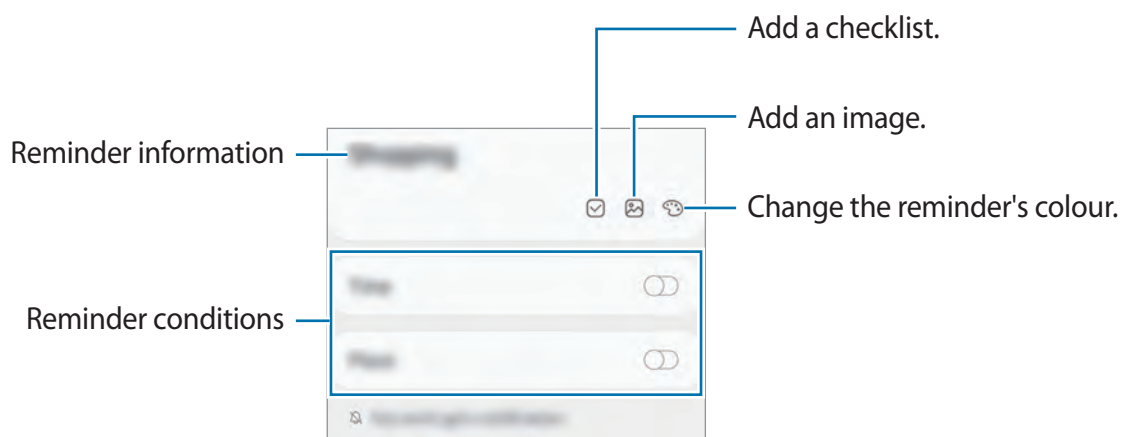 Add a checklist.
Add an image.
Reminder information
Change the reminder's colour.
Reminder conditions